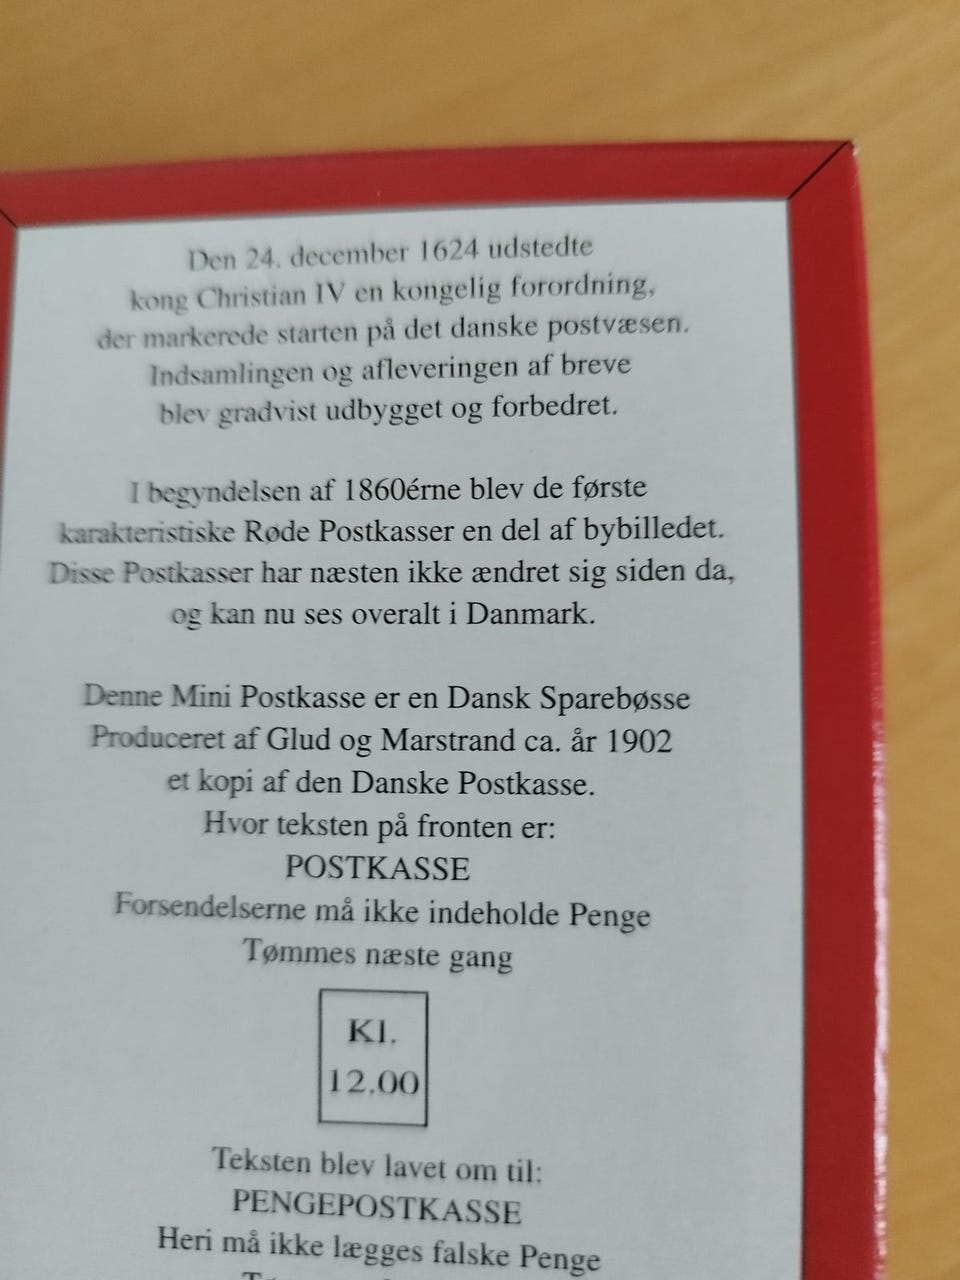 Den 24. december 1624 udstedte
kong Christian IV en kongelig forordning,
der markerede starten på det danske postvæsen.
Indsamlingen og afleveringen af breve
blev gradvist udbygget og forbedret.
I begyndelsen af 1860érne blev de første
karakteristiske Røde Postkasser en del af bybilledet.
Disse Postkasser har næsten ikke ændret sig siden da,
og kan nu ses overalt i Danmark.
Denne Mini Postkasse er en Dansk Sparebøsse
Produceret af Glud og Marstrand ca. år 1902
et kopi af den Danske Postkasse.
Hvor teksten på fronten er:
POSTKASSE
Forsendelserne må ikke indeholde Penge
Tømmes næste gang
Kl.
12.00
Teksten blev lavet om til:
PENGEPOSTKASSE
Heri må ikke lægges falske Penge